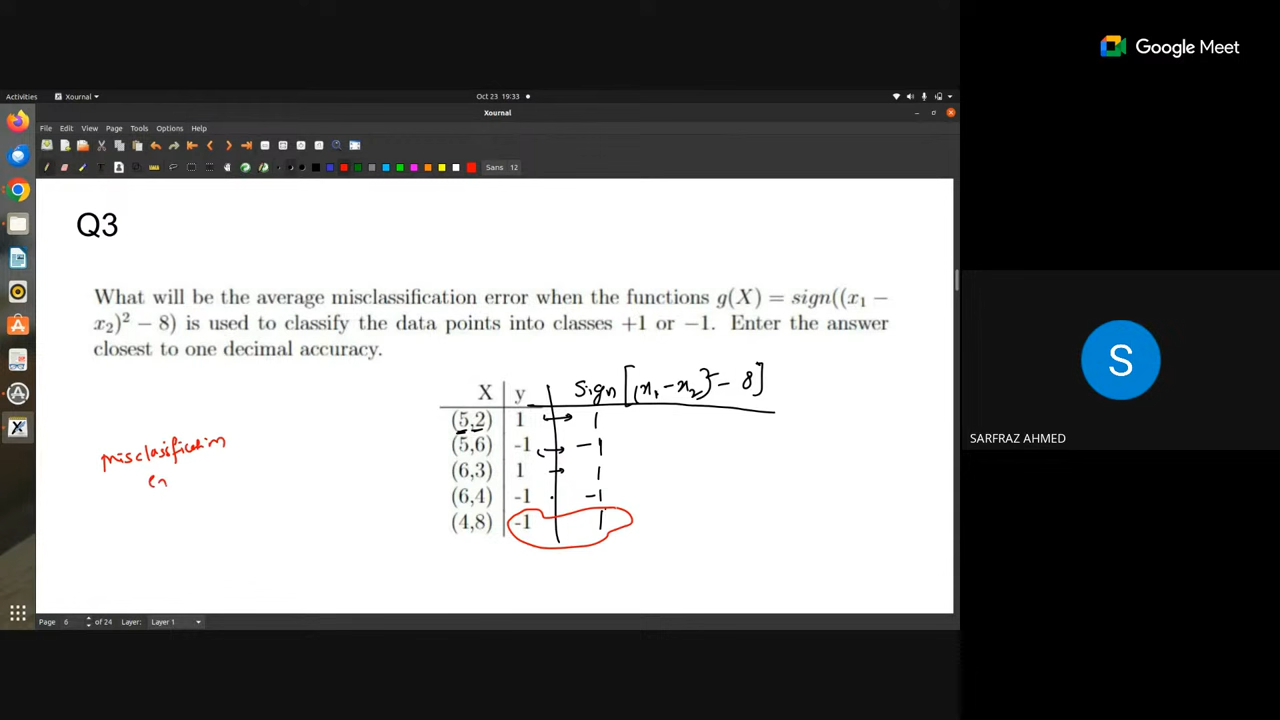 Google Meet
Activities
Xournal
Oct 23 19:33
Xournal
File Edit View Page Tools Options Help
Sans 12
Q3
What will be the average misclassification error when the functions g(X) = sign((x₁ −
x₂)² − 8) is used to classify the data points into classes +1 or −1. Enter the answer
closest to one decimal accuracy.
X y sign[(x₁-x₂)² - 8]
(5,2) 1 1
(5,6) -1 -1
(6,3) 1 1
(6,4) -1 -1
(4,8) -1 1
misclassification
er
S
SARFRAZ AHMED
Page 6 of 24 Layer: Layer 1